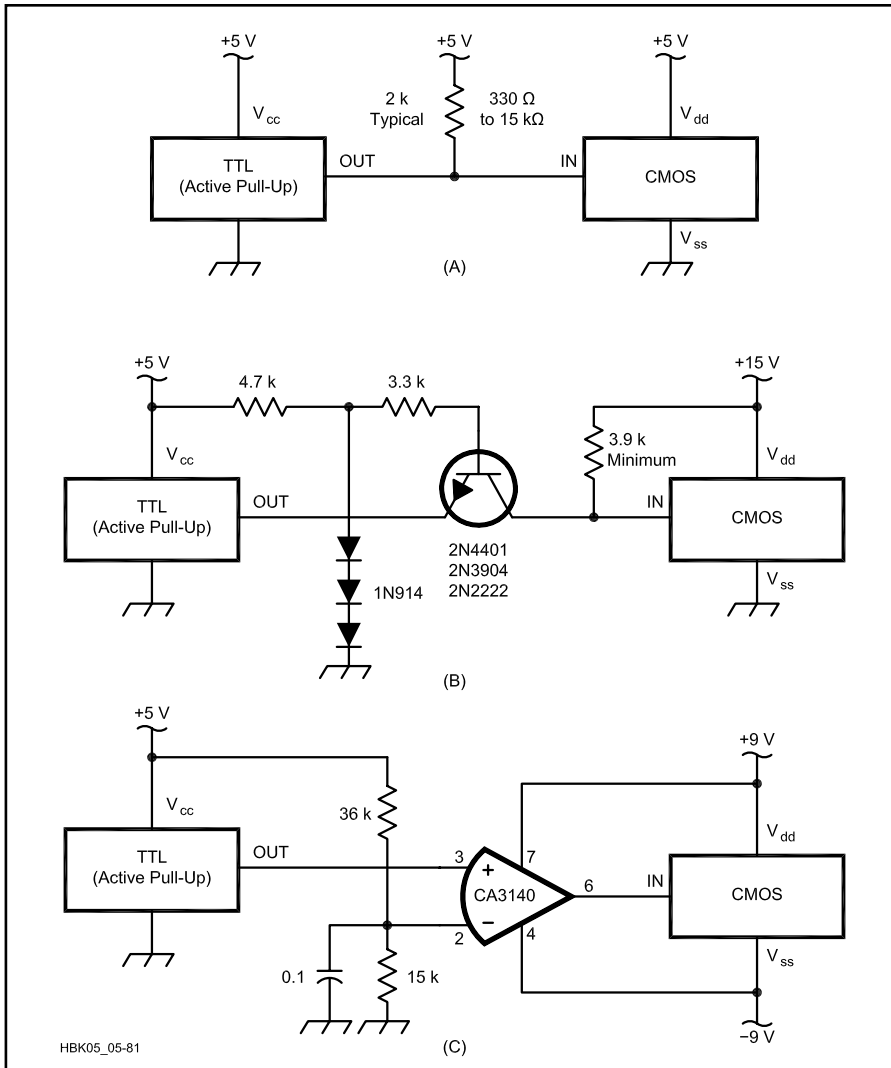 +5 V
+5 V
+5 V
V cc
2 k
Typical
330 Ω
to 15 kΩ
V dd
TTL
(Active Pull-Up)
OUT
IN
CMOS
V ss
(A)
+5 V
4.7 k
3.3 k
+15 V
V cc
3.9 k
Minimum
V dd
TTL
(Active Pull-Up)
OUT
IN
CMOS
2N4401
2N3904
2N2222
1N914
V ss
(B)
+5 V
+9 V
V cc
36 k
V dd
TTL
(Active Pull-Up)
OUT
3
+
7
CA3140
6
IN
CMOS
−
2
4
V ss
0.1
15 k
−9 V
HBK05_05-81
(C)